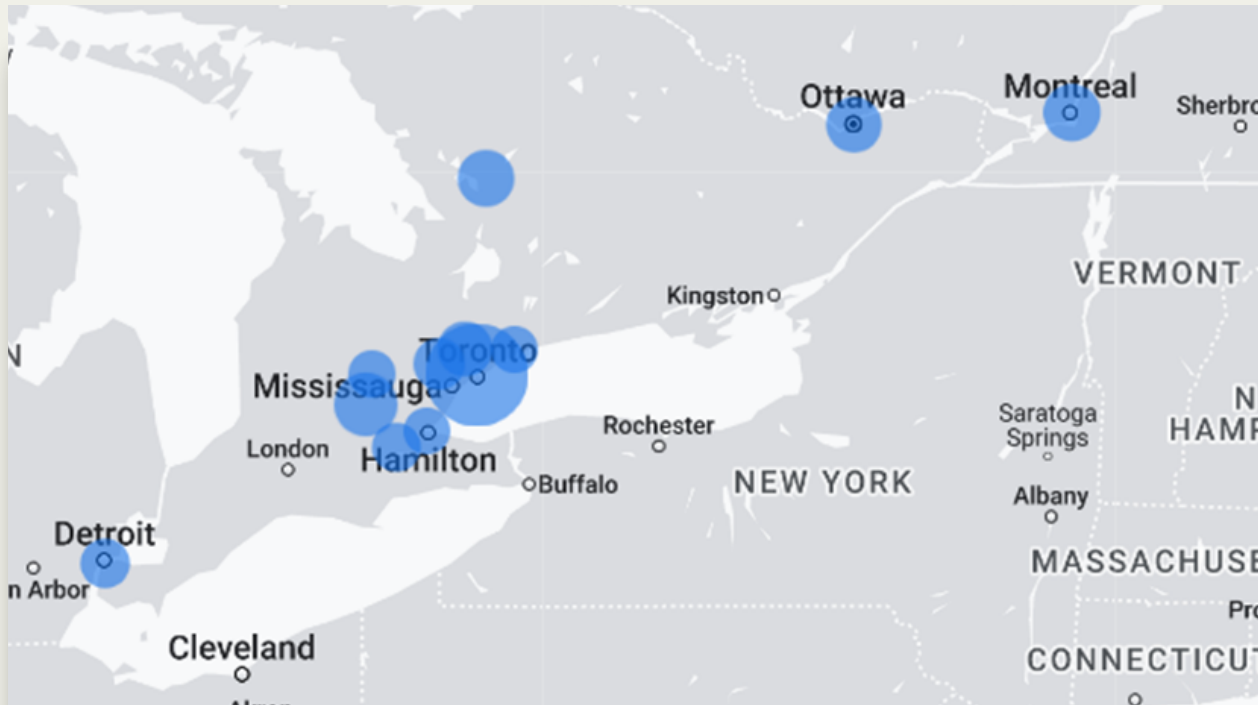 Ottawa
Montreal
Sherbro
VERMONT
Kingston
N
Toronto
Mississauga
N
HAMP
Saratoga
Springs
Rochester
London
Hamilton
NEW YORK
Buffalo
Albany
Detroit
MASSACHUSE
n Arbor
Pro
Cleveland
CONNECTICUT